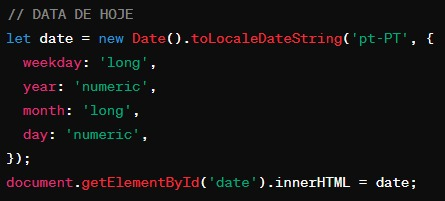 // DATA DE HOJE
let date = new Date().toLocaleDateString('pt-PT', {
  weekday: 'long',
  year: 'numeric',
  month: 'long',
  day: 'numeric',
});
document.getElementById('date').innerHTML = date;